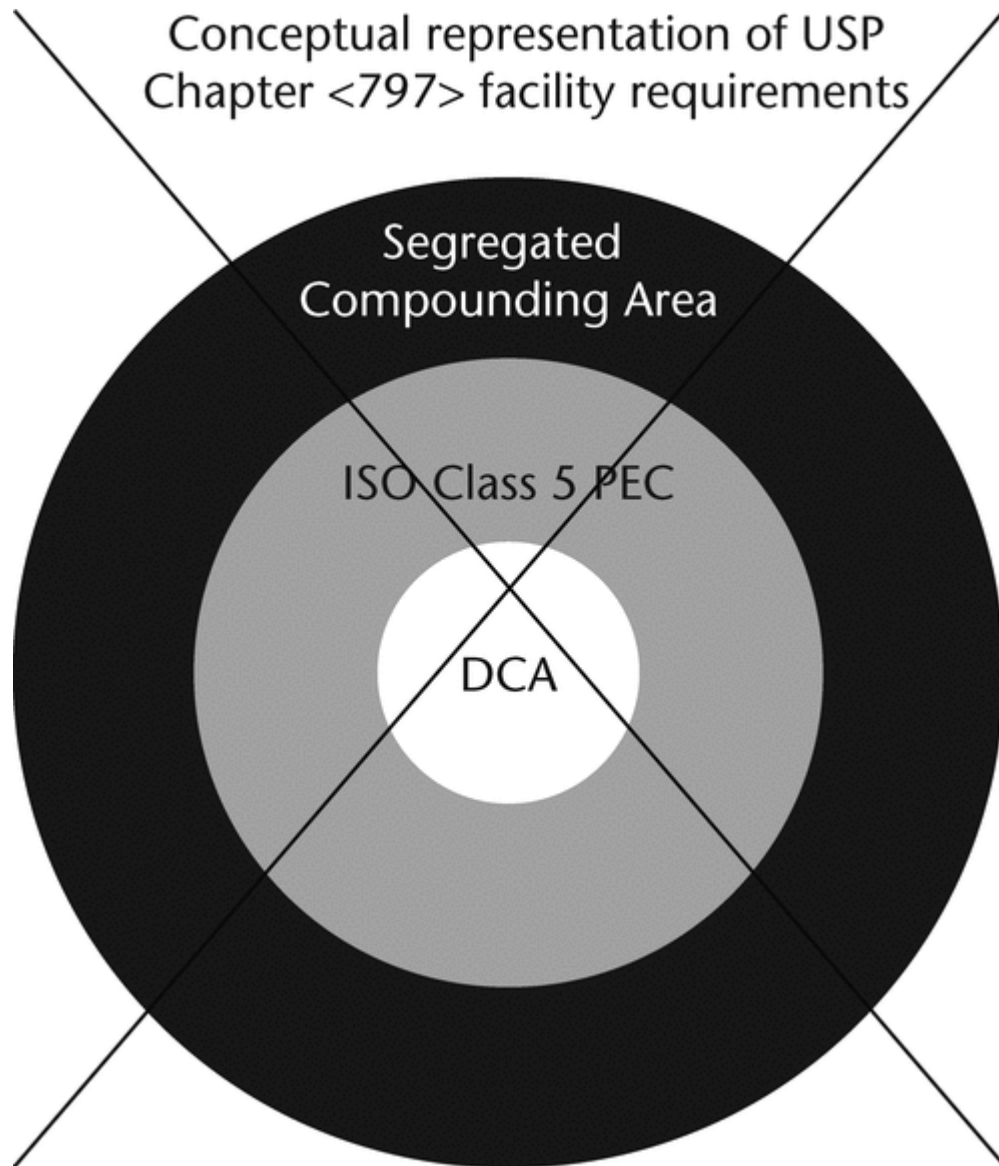 Conceptual representation of USP
Chapter <797> facility requirements
Segregated
Compounding Area
ISO Class 5 PEC
DCA